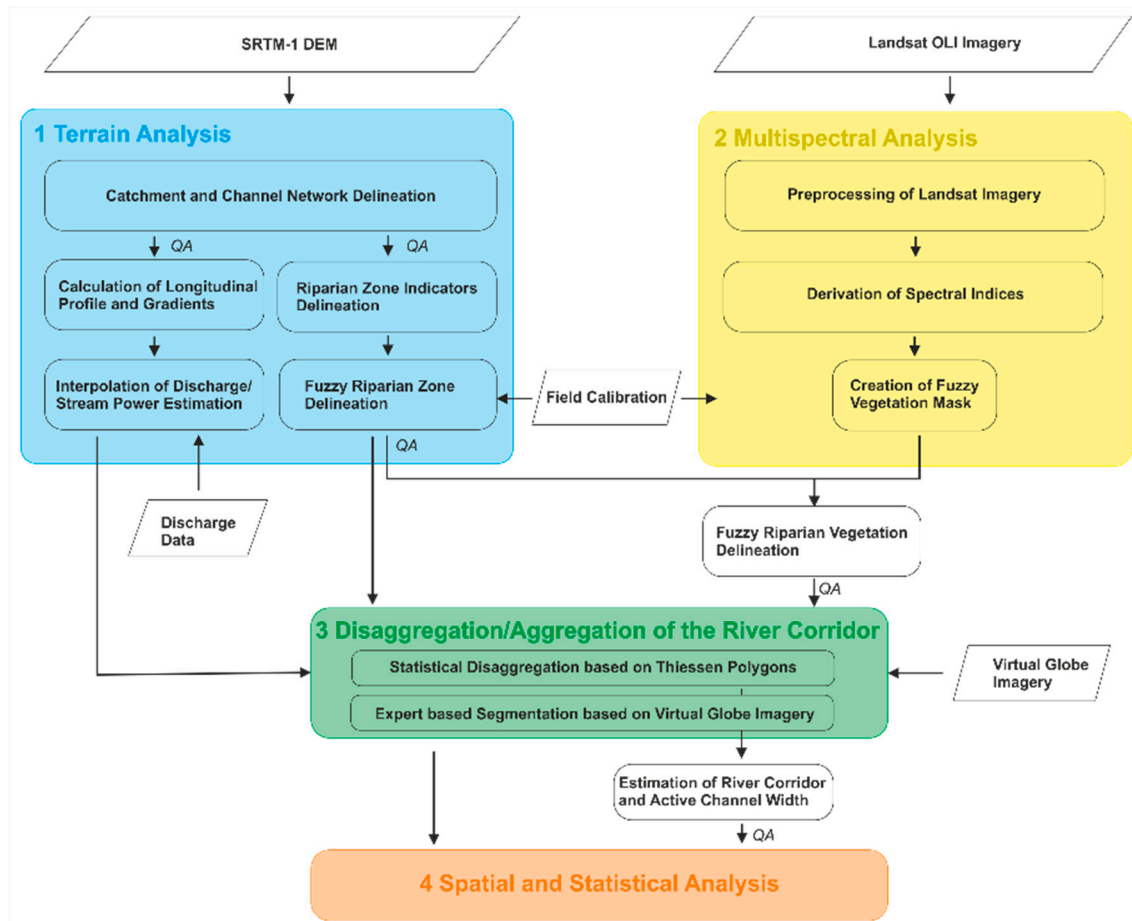 SRTM-1 DEM
Landsat OLI Imagery
1 Terrain Analysis
2 Multispectral Analysis
Catchment and Channel Network Delineation
Preprocessing of Landsat Imagery
QA
QA
Calculation of Longitudinal
Profile and Gradients
Riparian Zone Indicators
Delineation
Derivation of Spectral Indices
Interpolation of Discharge/
Stream Power Estimation
Fuzzy Riparian Zone
Delineation
Field Calibration
Creation of Fuzzy
Vegetation Mask
QA
Discharge
Data
Fuzzy Riparian Vegetation
Delineation
QA
3 Disaggregation/Aggregation of the River Corridor
Statistical Disaggregation based on Thiessen Polygons
Virtual Globe
Imagery
Expert based Segmentation based on Virtual Globe Imagery
Estimation of River Corridor
and Active Channel Width
QA
4 Spatial and Statistical Analysis